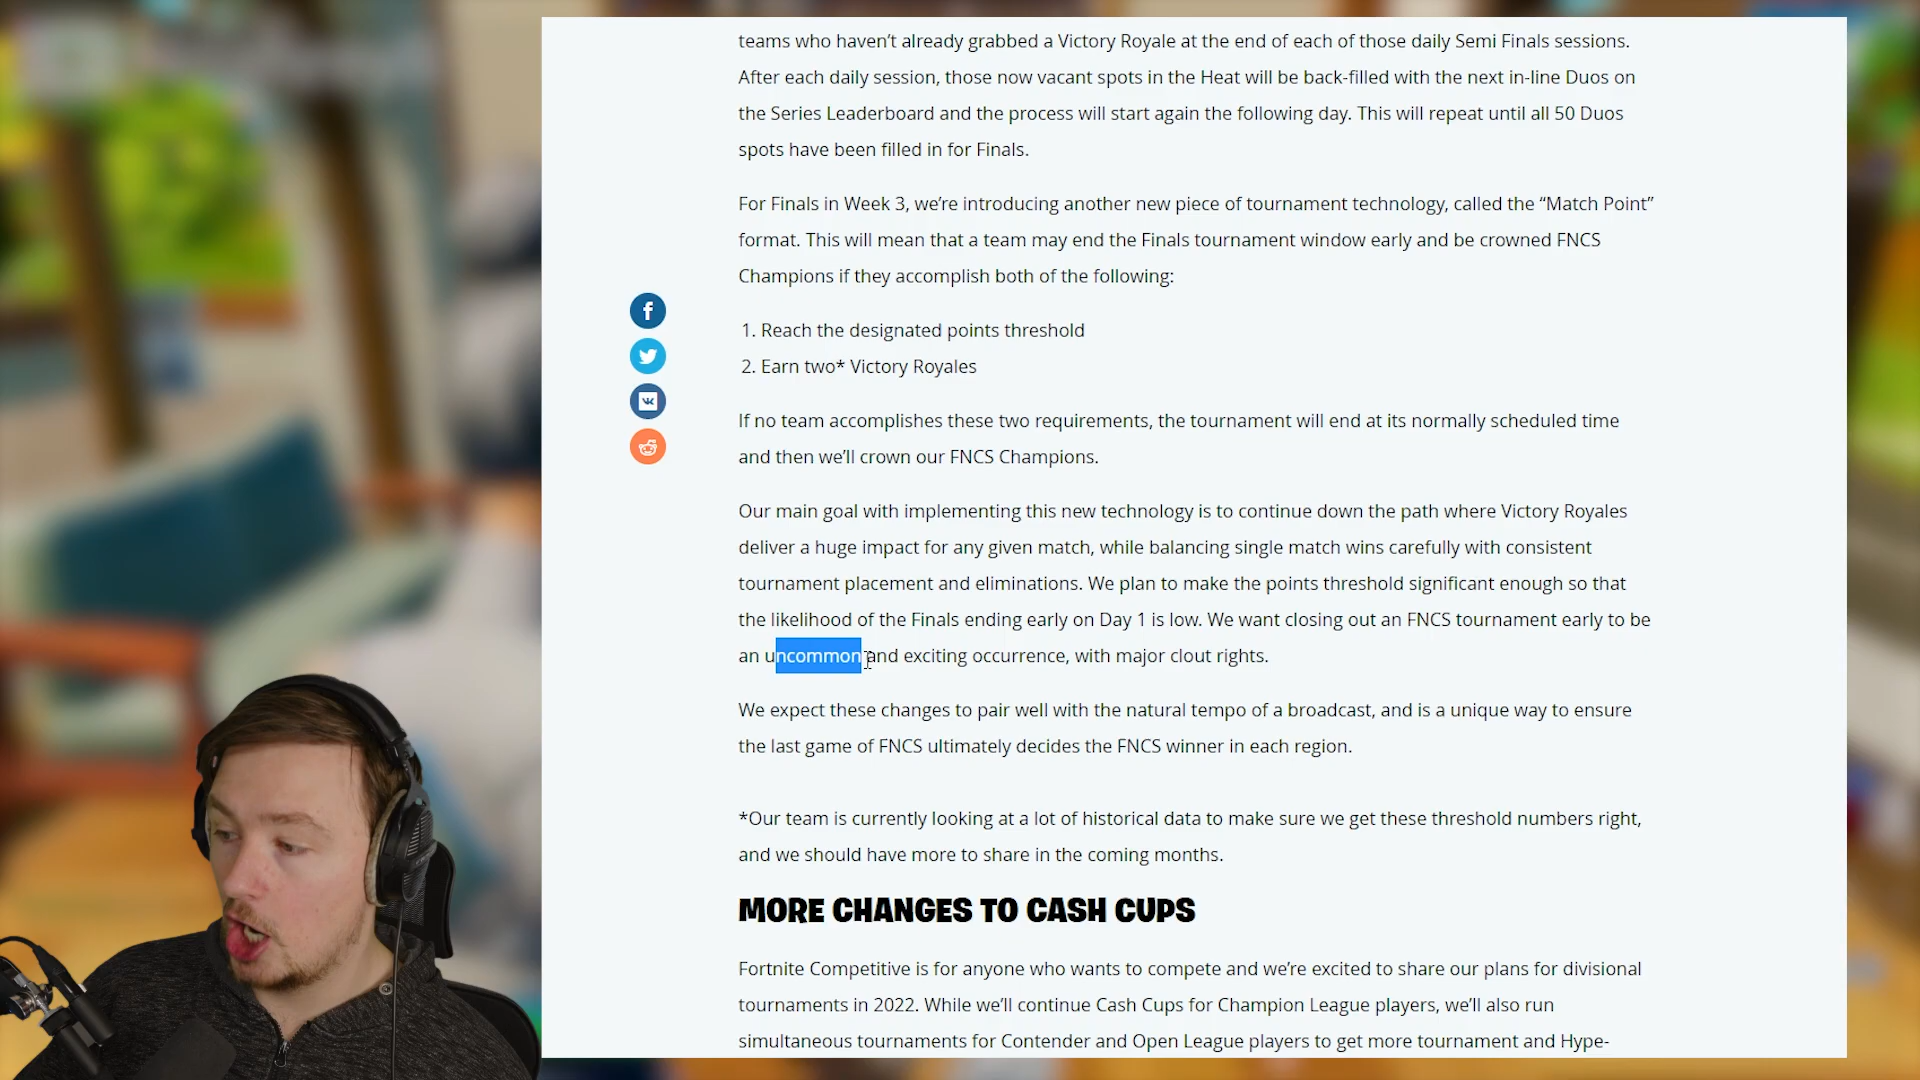 teams who haven’t already grabbed a Victory Royale at the end of each of those daily Semi Finals sessions.
After each daily session, those now vacant spots in the Heat will be back-filled with the next in-line Duos on
the Series Leaderboard and the process will start again the following day. This will repeat until all 50 Duos
spots have been filled in for Finals.
For Finals in Week 3, we’re introducing another new piece of tournament technology, called the “Match Point”
format. This will mean that a team may end the Finals tournament window early and be crowned FNCS
Champions if they accomplish both of the following:
1. Reach the designated points threshold
2. Earn two* Victory Royales
If no team accomplishes these two requirements, the tournament will end at its normally scheduled time
and then we’ll crown our FNCS Champions.
Our main goal with implementing this new technology is to continue down the path where Victory Royales
deliver a huge impact for any given match, while balancing single match wins carefully with consistent
tournament placement and eliminations. We plan to make the points threshold significant enough so that
the likelihood of the Finals ending early on Day 1 is low. We want closing out an FNCS tournament early to be
an uncommon and exciting occurrence, with major clout rights.
We expect these changes to pair well with the natural tempo of a broadcast, and is a unique way to ensure
the last game of FNCS ultimately decides the FNCS winner in each region.
*Our team is currently looking at a lot of historical data to make sure we get these threshold numbers right,
and we should have more to share in the coming months.
MORE CHANGES TO CASH CUPS
Fortnite Competitive is for anyone who wants to compete and we’re excited to share our plans for divisional
tournaments in 2022. While we’ll continue Cash Cups for Champion League players, we’ll also run
simultaneous tournaments for Contender and Open League players to get more tournament and Hype-